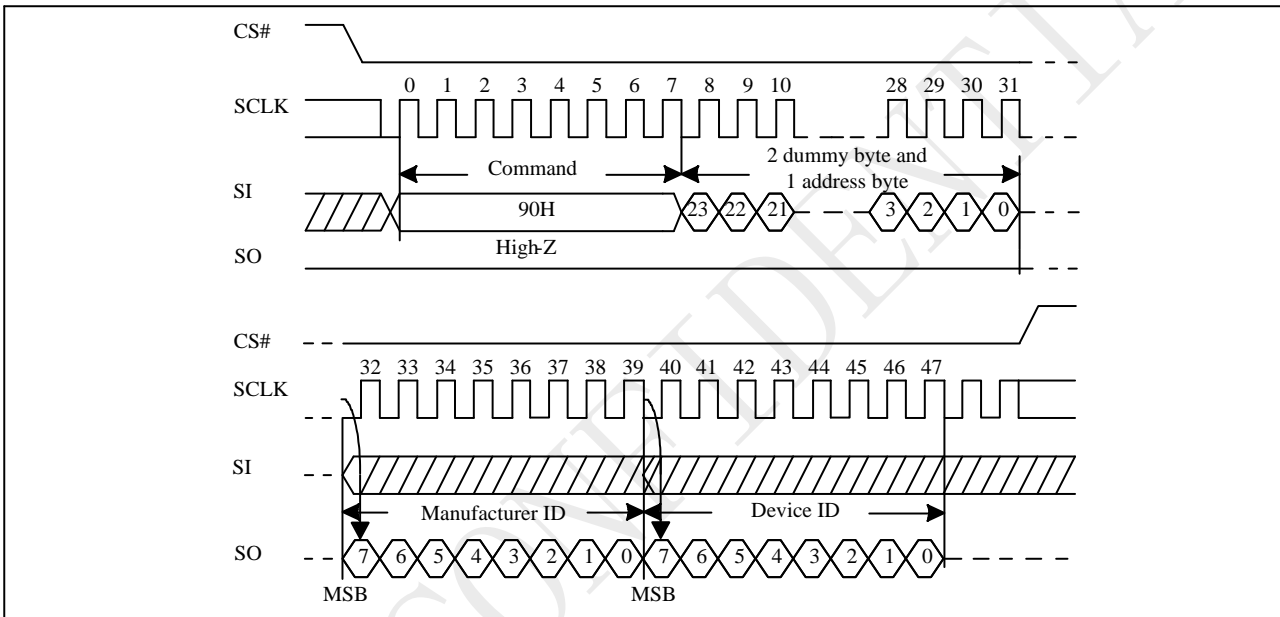 CS#
0 1 2 3 4 5 6 7 8 9 10 28 29 30 31
SCLK
Command
2 dummy byte and
1 address byte
SI
90H
23 22 21 3 2 1 0
High-Z
SO
CS#
32 33 34 35 36 37 38 39 40 41 42 43 44 45 46 47
SCLK
SI
Manufacturer ID
Device ID
SO
7 6 5 4 3 2 1 0 7 6 5 4 3 2 1 0
MSB
MSB
CONFIDENTIA